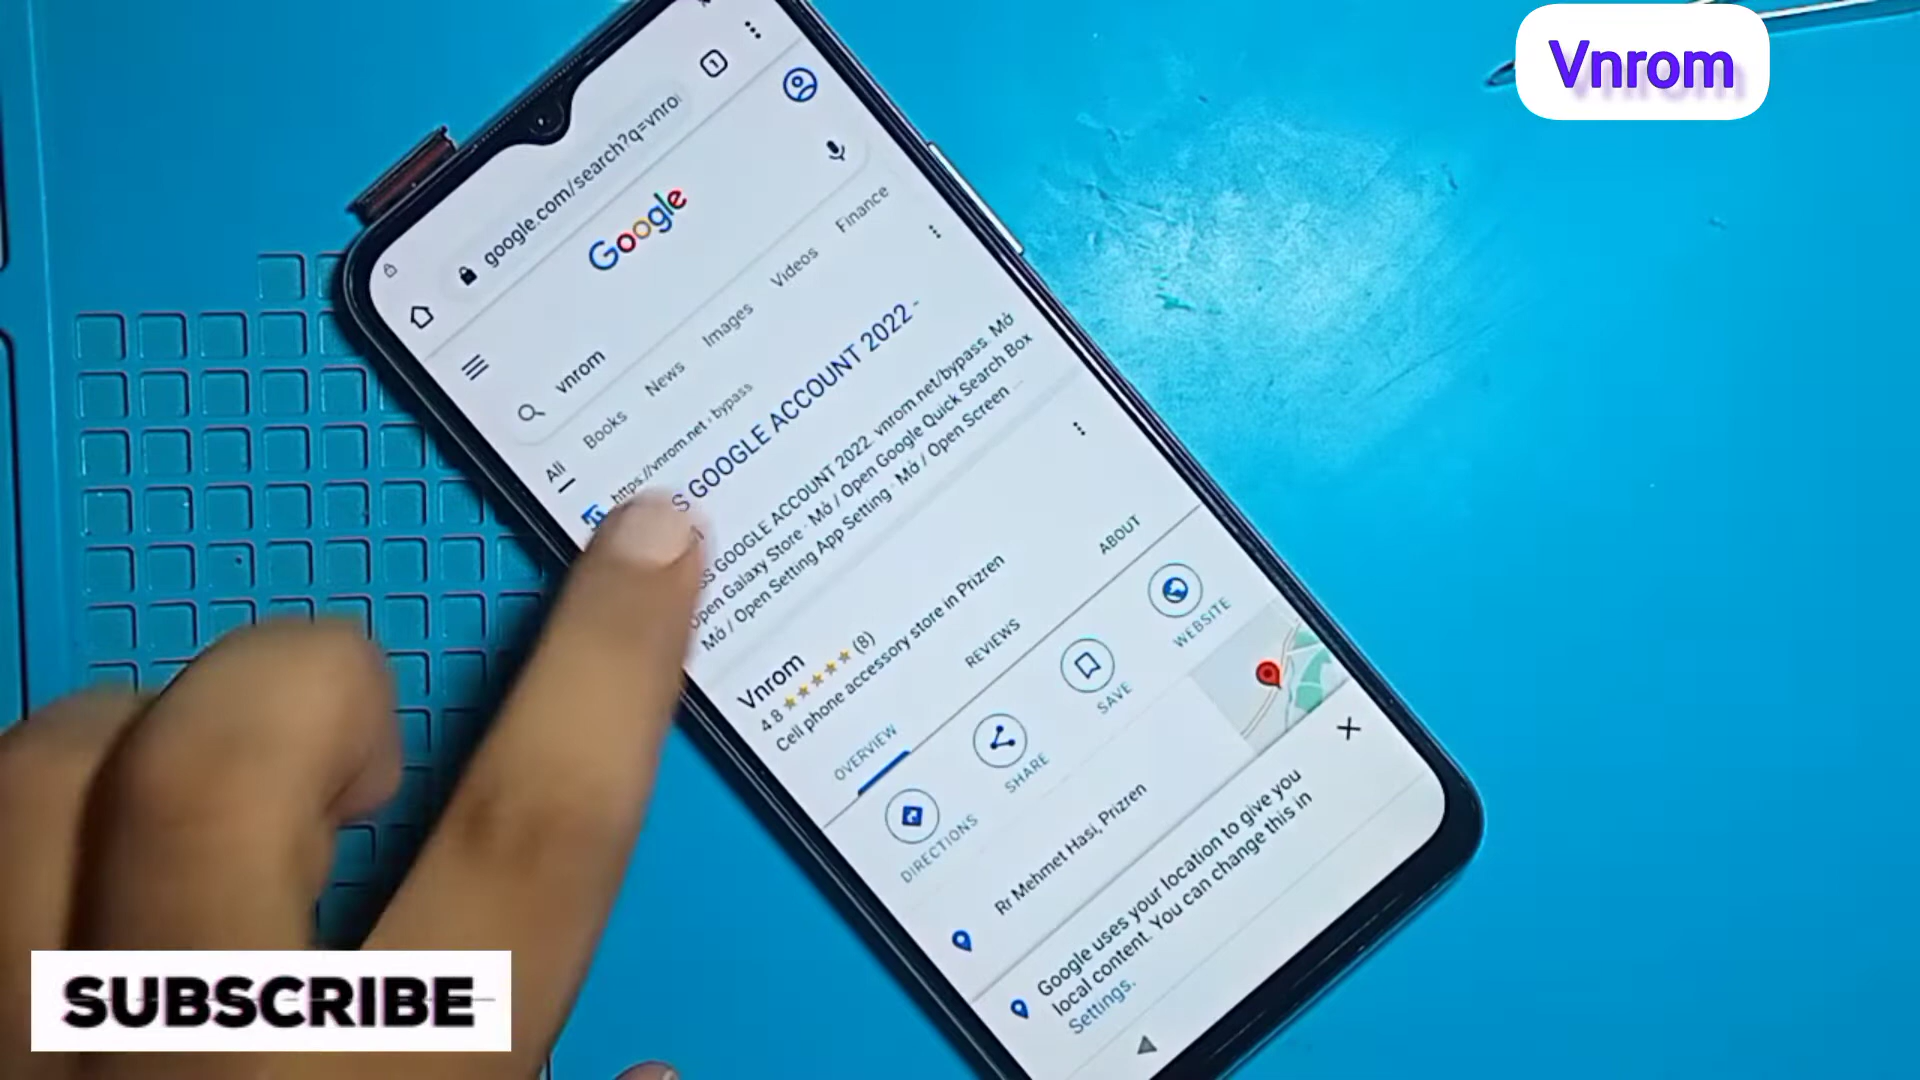 Vnrom
1
google.com/search?q=vnro
Google
vnrom
All
Books
News
Images
Videos
Finance
https://vnrom.net › bypass
S GOOGLE ACCOUNT 2022 -
SS GOOGLE ACCOUNT 2022. vnrom.net/bypass. Mở
Open Galaxy Store · Mở / Open Google Quick Search Box
Mở / Open Setting App Setting · Mở / Open Screen ...
Vnrom
4.8 (8)
Cell phone accessory store in Prizren
OVERVIEW
REVIEWS
ABOUT
DIRECTIONS
SHARE
SAVE
WEBSITE
Rr Mehmet Hasi, Prizren
Google uses your location to give you
local content. You can change this in
Settings.
SUBSCRIBE